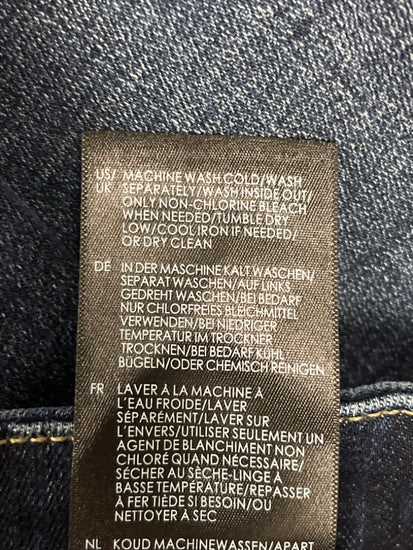 US/ MACHINE WASH COLD/WASH
UK SEPARATELY/WASH INSIDE OUT/
ONLY NON-CHLORINE BLEACH
WHEN NEEDED/TUMBLE DRY
LOW/COOL IRON IF NEEDED/
OR DRY CLEAN
DE IN DER MASCHINE KALT WASCHEN/
SEPARAT WASCHEN/AUF LINKS
GEDREHT WASCHEN/BEI BEDARF
NUR CHLORFREIES BLEICHMITTEL
VERWENDEN/BEI NIEDRIGER
TEMPERATUR IM TROCKNER
TROCKNEN/BEI BEDARF KÜHL
BÜGELN/ODER CHEMISCH REINIGEN
FR LAVER À LA MACHINE À
L'EAU FROIDE/LAVER
SÉPARÉMENT/LAVER SUR
L'ENVERS/UTILISER SEULEMENT UN
AGENT DE BLANCHIMENT NON
CHLORÉ QUAND NÉCESSAIRE/
SÉCHER AU SÈCHE-LINGE À
BASSE TEMPÉRATURE/REPASSER
À FER TIÈDE SI BESOIN/OU
NETTOYER À SEC
NL KOUD MACHINEWASSEN/APART